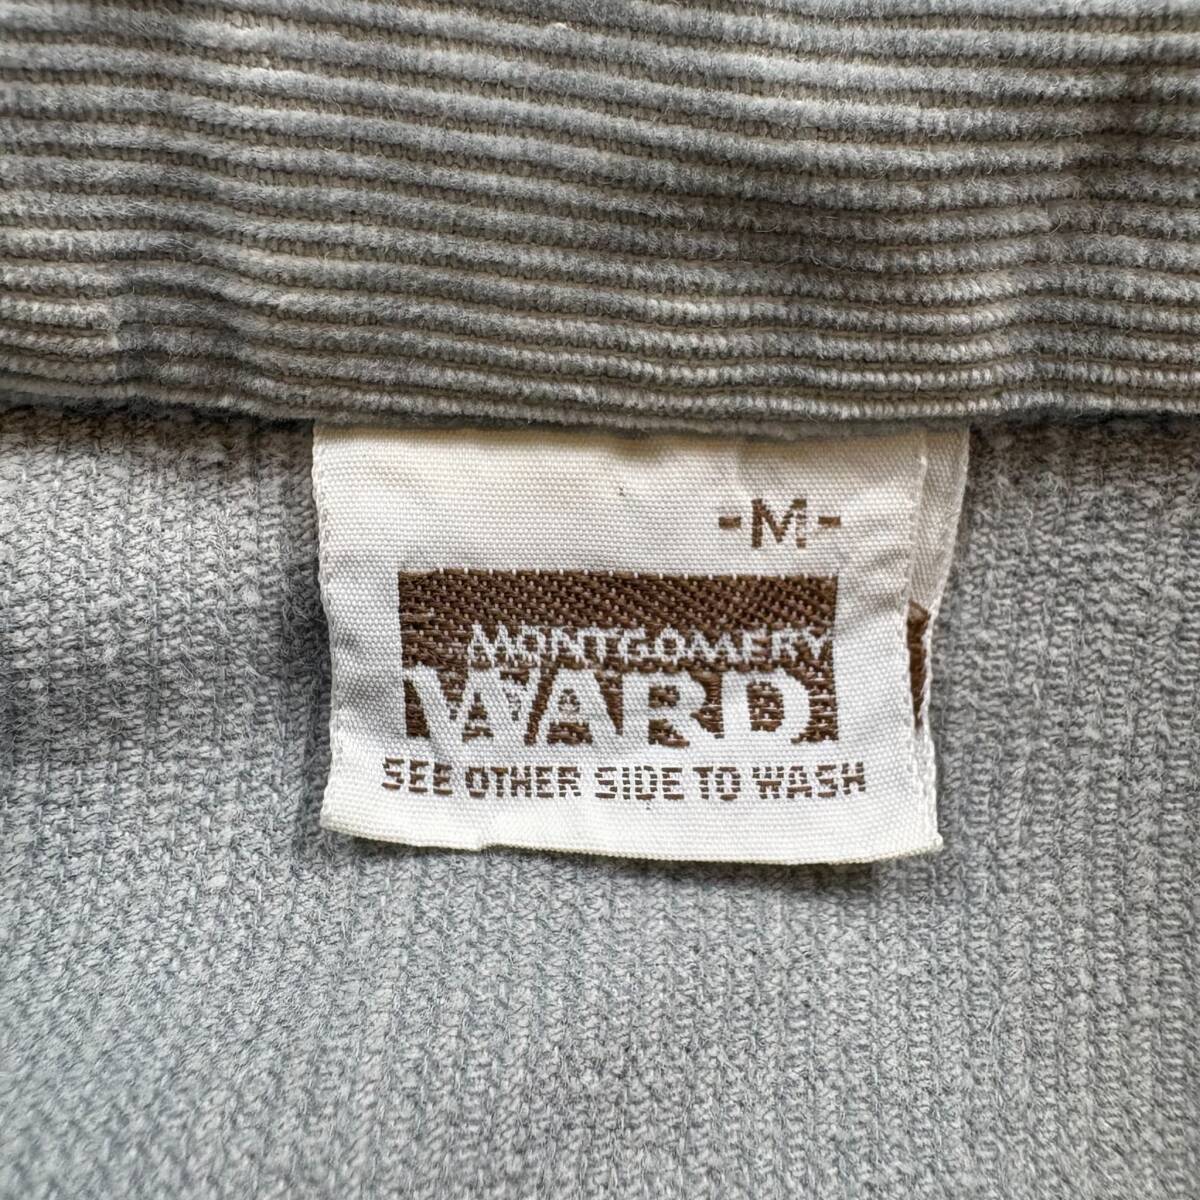 -M-
MONTGOMERY
WARD
SEE OTHER SIDE TO WASH